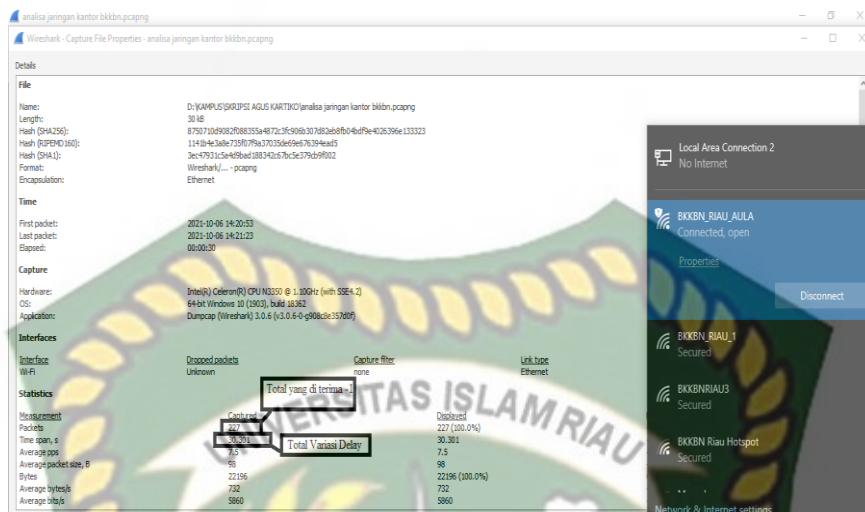 analisa jaringan kantor bkkbn.pcapng
Wireshark - Capture File Properties - analisa jaringan kantor bkkbn.pcapng
Details
File
Name: D:\KAMPUS\SKRIPSI AGUS KARTIKO\analisa jaringan kantor bkkbn.pcapng
Length: 30 kB
Hash (SHA256): 8750710d9082f088355a4872c3fc906b307d82eb8fb04bdf9e4026396e133323
Hash (RIPEMD160): 1141b4e3a8e735f07f9a37035de69e676394ead5
Hash (SHA1): 3ec47931c5a4d9bad188342c67bc5e379cb9f002
Format: Wireshark/... - pcapng
Encapsulation: Ethernet
Time
First packet: 2021-10-06 14:20:53
Last packet: 2021-10-06 14:21:23
Elapsed: 00:00:30
Capture
Hardware: Intel(R) Celeron(R) CPU N3350 @ 1.10GHz (with SSE4.2)
OS: 64-bit Windows 10 (1903), build 18362
Application: Dumpcap (Wireshark) 3.0.6 (v3.0.6-0-g908c8e357d0f)
Interfaces
Interface Dropped packets Capture filter Link type
Wi-Fi Unknown none Ethernet
Total yang di terima -1
Statistics
Measurement Captured Displayed
Packets 227 227 (100.0%)
Time span, s 30.301 30.301
Total Variasi Delay
Average pps 7.5 7.5
Average packet size, B 98 98
Bytes 22196 22196 (100.0%)
Average bytes/s 732 732
Average bits/s 5860 5860
UNIVERSITAS ISLAM RIAU
Local Area Connection 2
No Internet
BKKBN_RIAU_AULA
Connected, open
Properties
Disconnect
BKKBN_RIAU_1
Secured
BKKBNRIAU3
Secured
BKKBN Riau Hotspot
Secured
Network & Internet settings